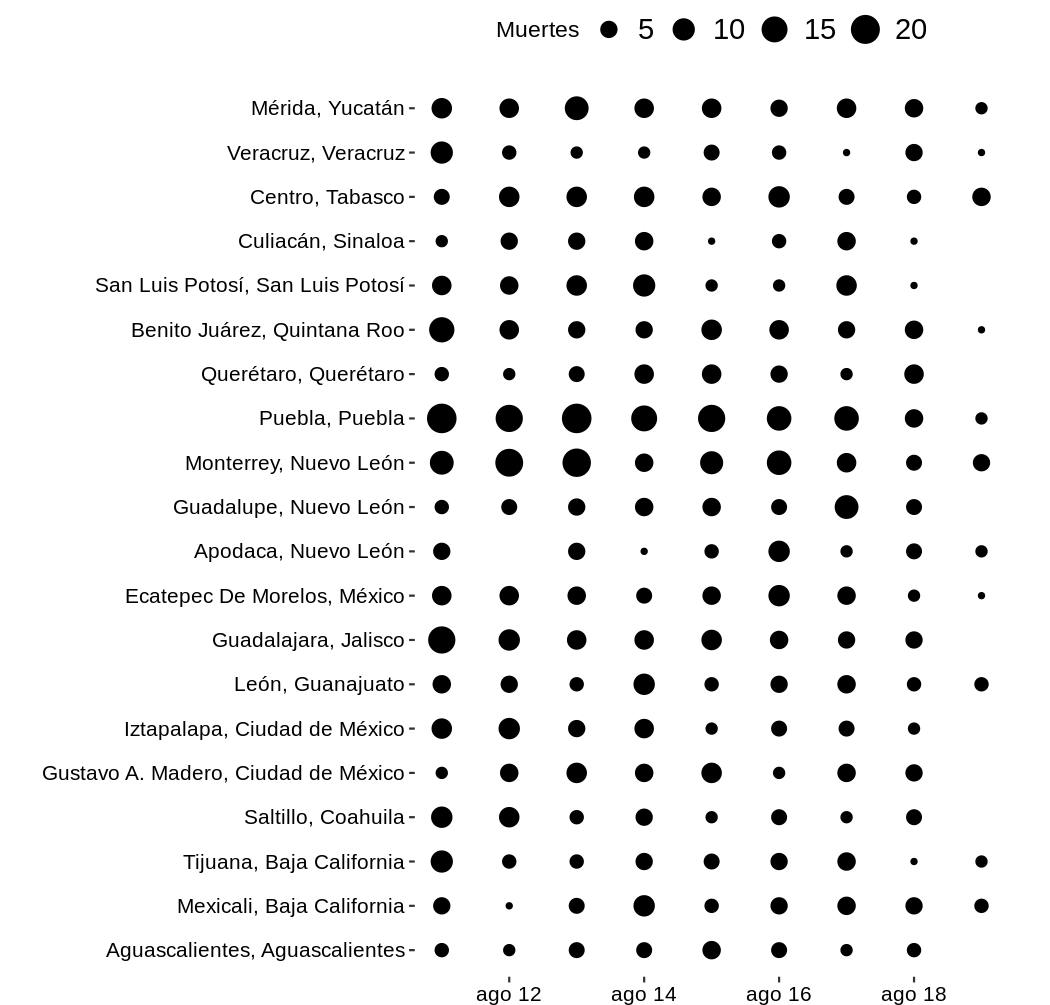 Muertes 5 10 15 20
Mérida, Yucatán
Veracruz, Veracruz
Centro, Tabasco
Culiacán, Sinaloa
San Luis Potosí, San Luis Potosí
Benito Juárez, Quintana Roo
Querétaro, Querétaro
Puebla, Puebla
Monterrey, Nuevo León
Guadalupe, Nuevo León
Apodaca, Nuevo León
Ecatepec De Morelos, México
Guadalajara, Jalisco
León, Guanajuato
Iztapalapa, Ciudad de México
Gustavo A. Madero, Ciudad de México
Saltillo, Coahuila
Tijuana, Baja California
Mexicali, Baja California
Aguascalientes, Aguascalientes
ago 12 ago 14 ago 16 ago 18